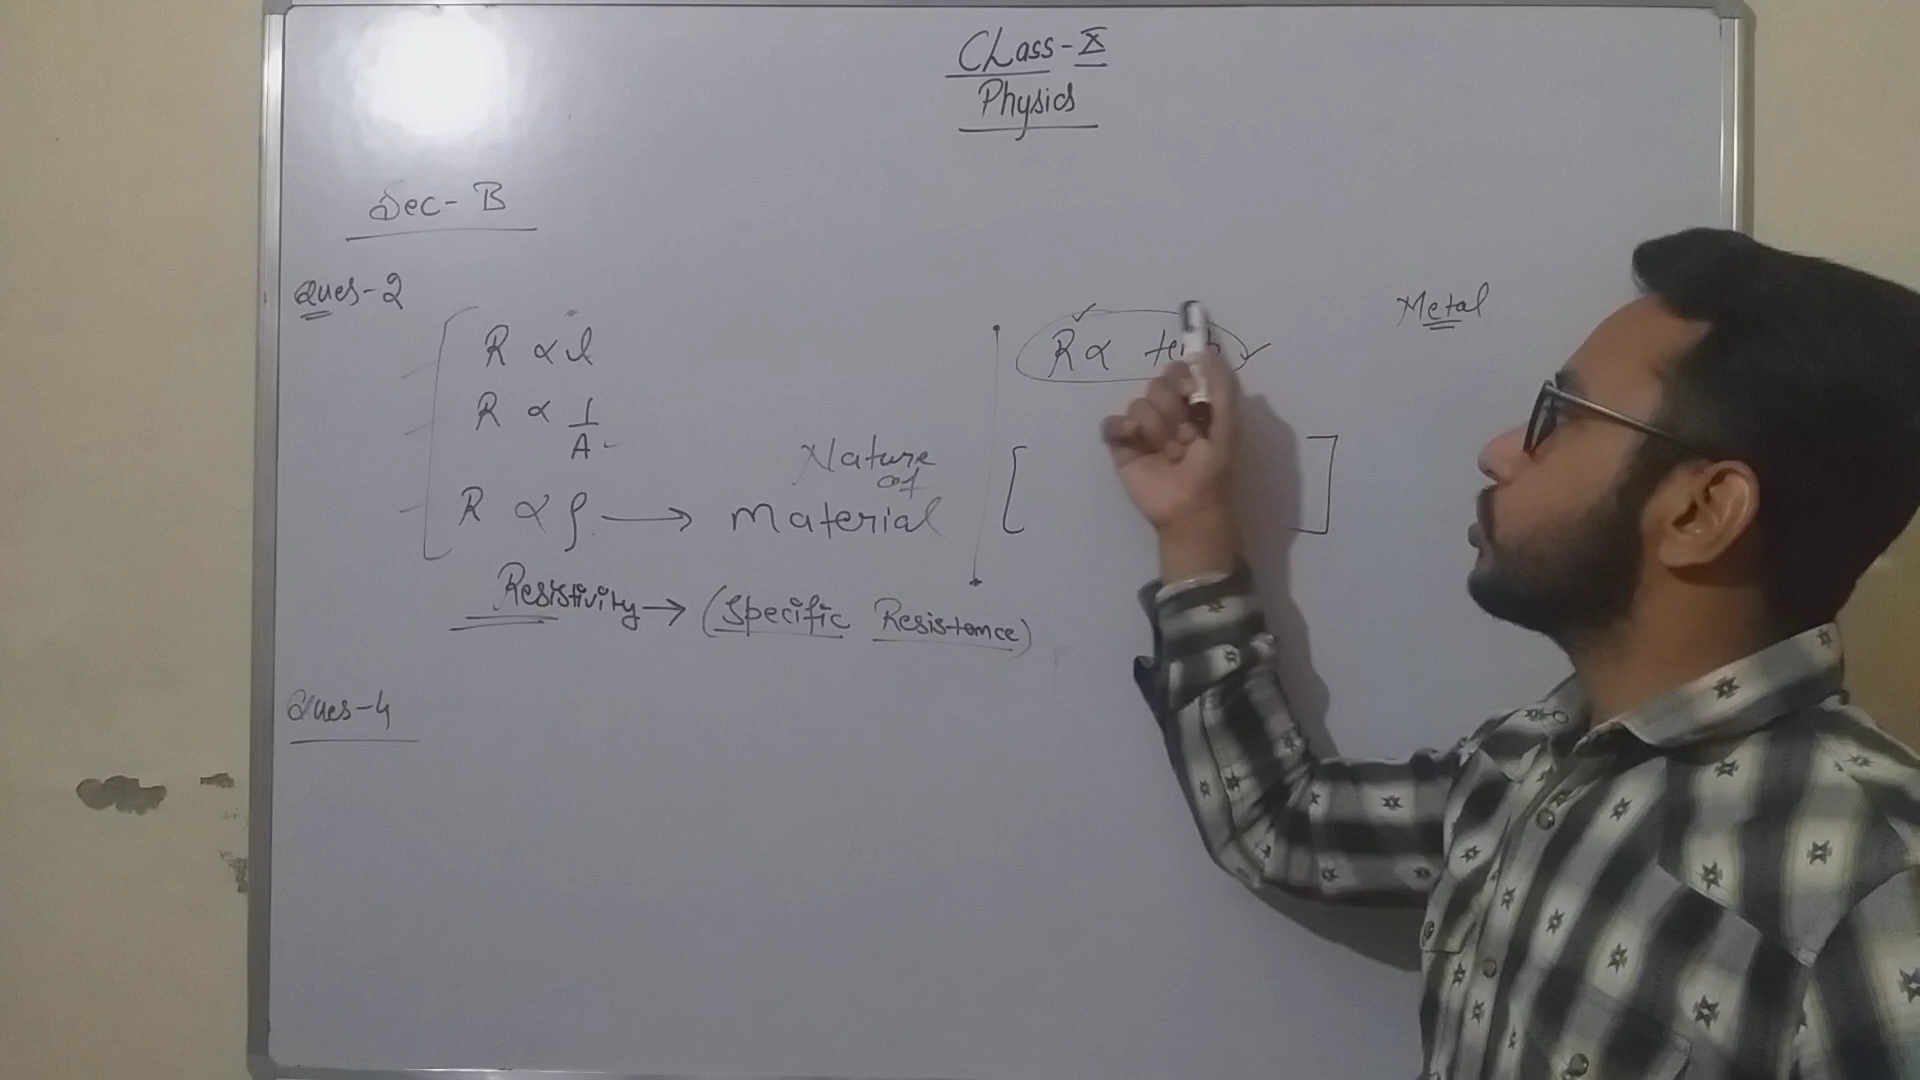 CLass-X
Physics
Sec-B
Ques-2
R ∝ l
R ∝ 1/A
R ∝ ρ → Nature of Material
Resistivity → (Specific Resistance)
R ∝
Metal
Ques-4